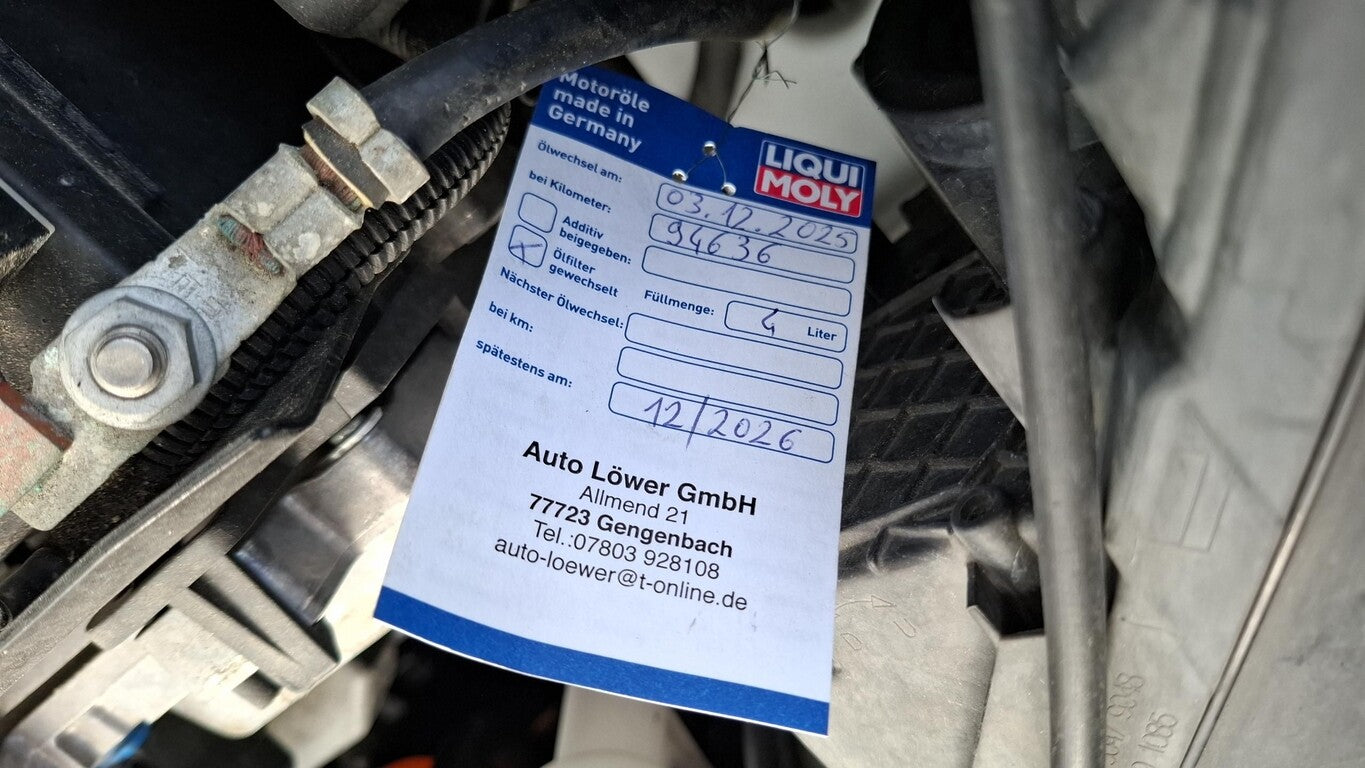 Motoröle
made in
Germany
LIQUI
MOLY
Ölwechsel am: 03.12.2025
bei Kilometer: 94636
Additiv
beigegeben:
Ölfilter
gewechselt
Füllmenge: 4 Liter
Nächster Ölwechsel:
bei km:
spätestens am: 12/2026
Auto Löwer GmbH
Allmend 21
77723 Gengenbach
Tel.:07803 928108
auto-loewer@t-online.de